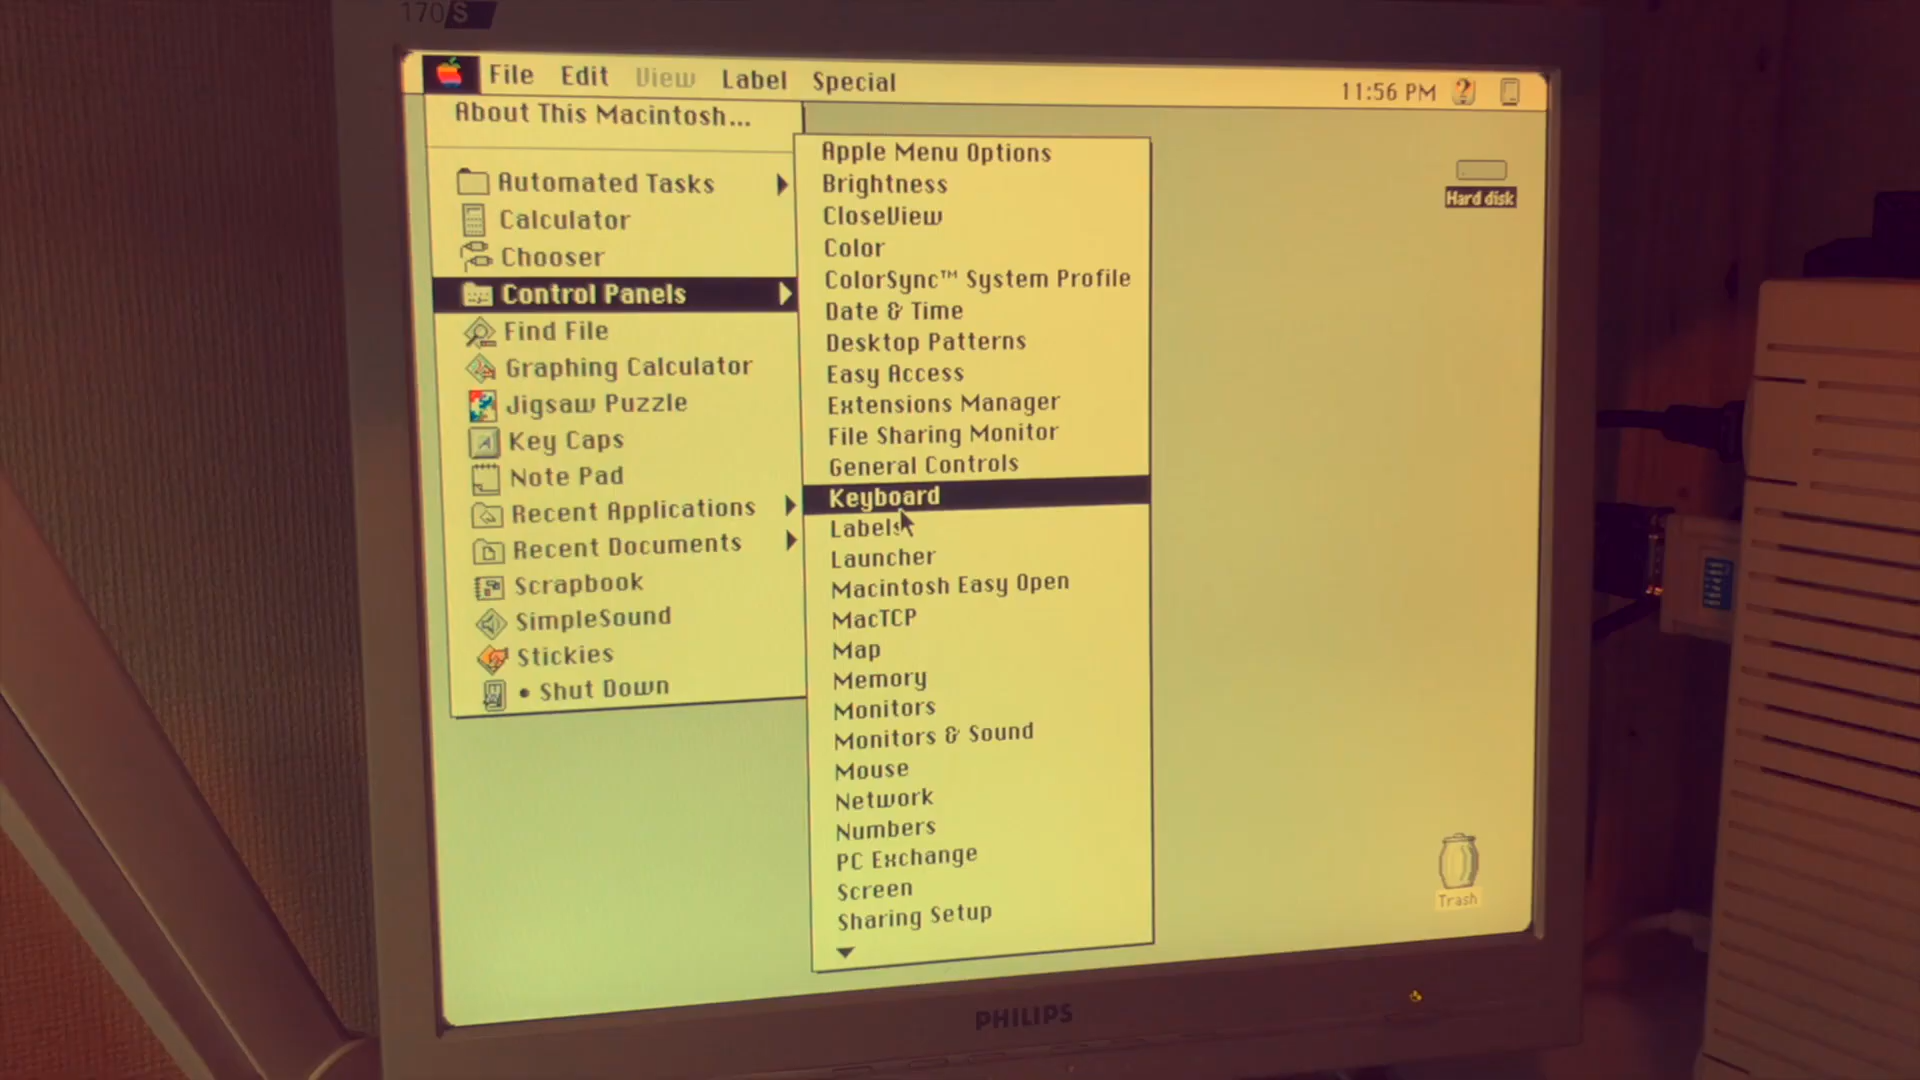 170S
File Edit View Label Special 11:56 PM
About This Macintosh...
Automated Tasks
Calculator
Chooser
Control Panels
Find File
Graphing Calculator
Jigsaw Puzzle
Key Caps
Note Pad
Recent Applications
Recent Documents
Scrapbook
SimpleSound
Stickies
• Shut Down
Apple Menu Options
Brightness
CloseView
Color
ColorSync™ System Profile
Date & Time
Desktop Patterns
Easy Access
Extensions Manager
File Sharing Monitor
General Controls
Keyboard
Labels
Launcher
Macintosh Easy Open
MacTCP
Map
Memory
Monitors
Monitors & Sound
Mouse
Network
Numbers
PC Exchange
Screen
Sharing Setup
Hard disk
Trash
PHILIPS